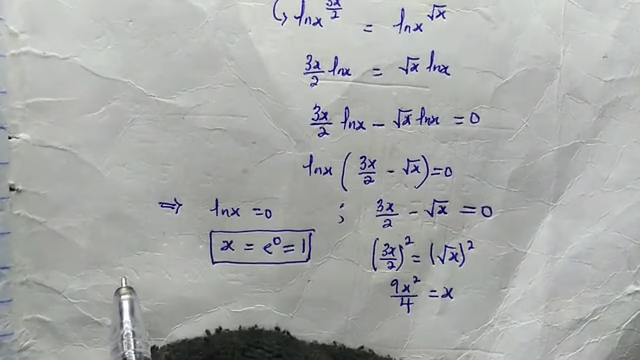 ↳ ln x^(3x/2) = ln x^√x
3x/2 ln x = √x ln x
3x/2 ln x - √x ln x = 0
ln x (3x/2 - √x) = 0
⇒ ln x = 0 ; 3x/2 - √x = 0
x = e⁰ = 1 (3x/2)² = (√x)²
9x²/4 = x